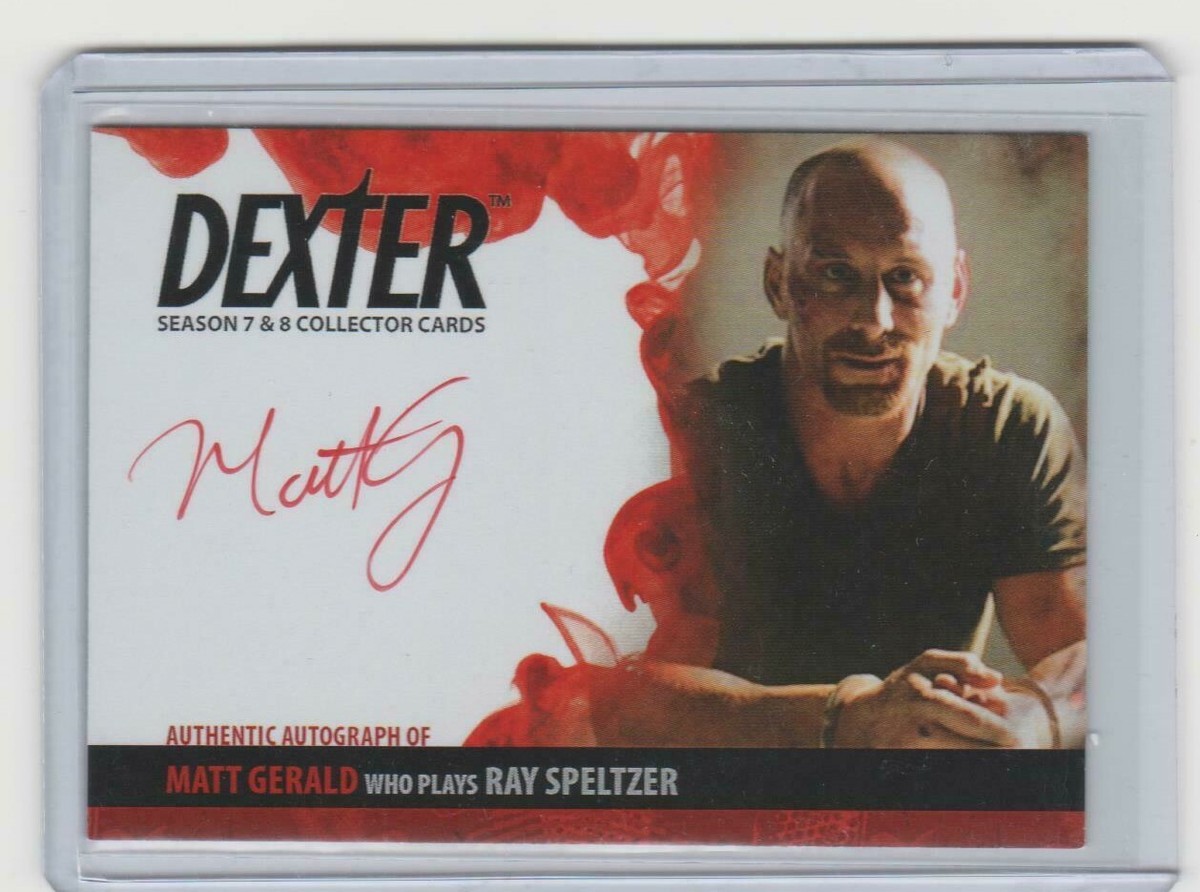 DEXTER™
SEASON 7 & 8 COLLECTOR CARDS
Matt G
AUTHENTIC AUTOGRAPH OF
MATT GERALD WHO PLAYS RAY SPELTZER